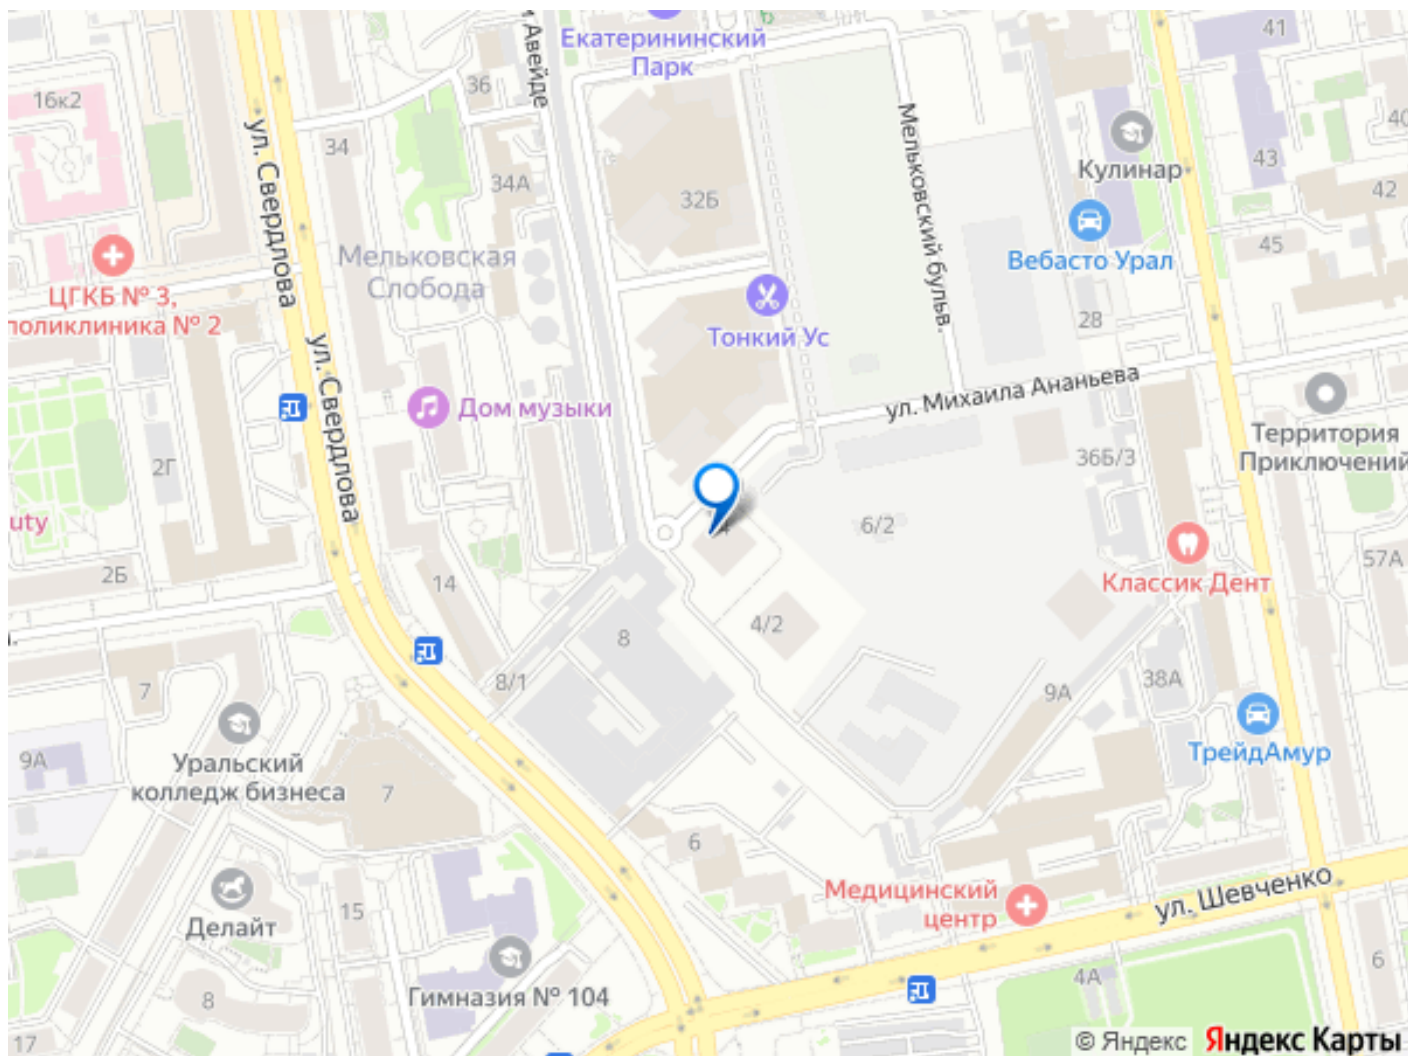 Екатерининский
Парк
и Авейде
41
16к2
36
34
34А
ул. Свердлова
32Б
Мельковский бульв.
Кулинар
43
40
42
45
Вебасто Урал
28
Мельковская
Слобода
ЦГКБ № 3,
поликлиника № 2
Тонкий Ус
ул. Свердлова
Дом музыки
ул. Михаила Ананьева
Территория
Приключений
36Б/3
2Г
uty
6/2
4
57А
2Б
14
Классик Дент
8
4/2
8/1
7
9А
38А
9А
Уральский
колледж бизнеса
7
ТрейдАмур
6
Медицинский
центр
ул. Шевченко
Делайт
15
Гимназия № 104
8
4А
6
17
© Яндекс Яндекс Карты